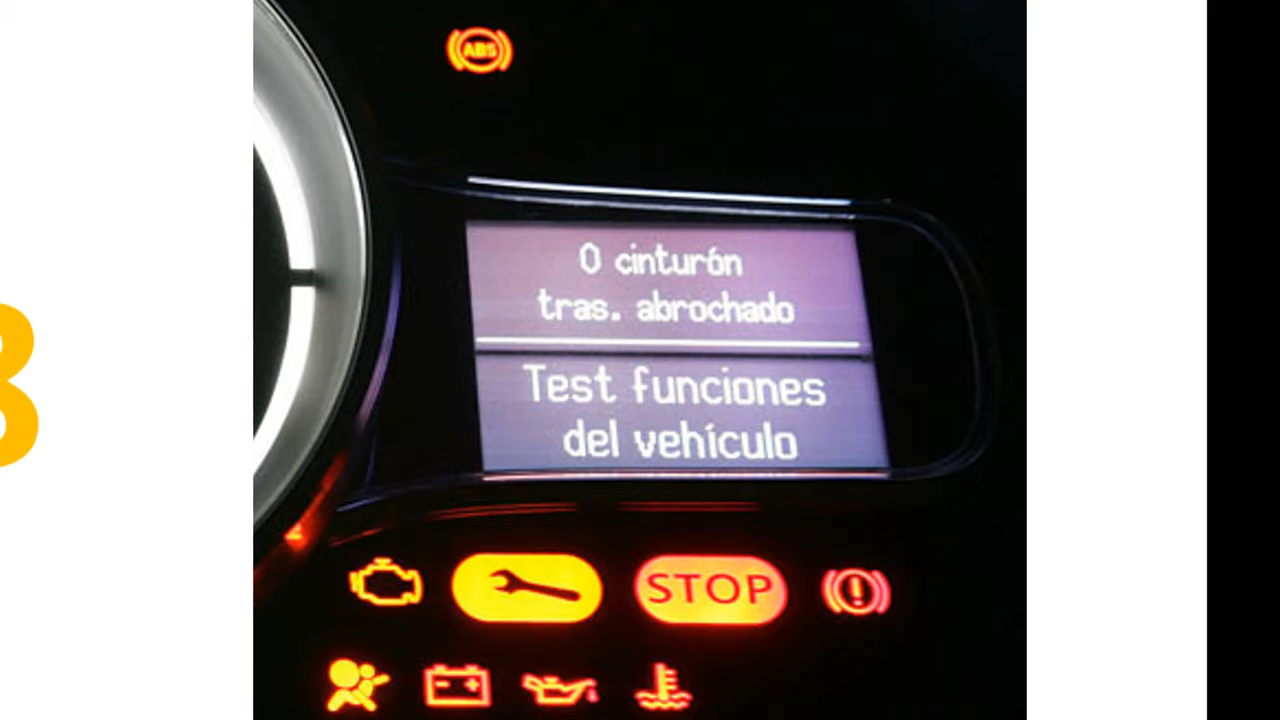 ABS
0 cinturón
tras. abrochado
Test funciones
del vehículo
STOP